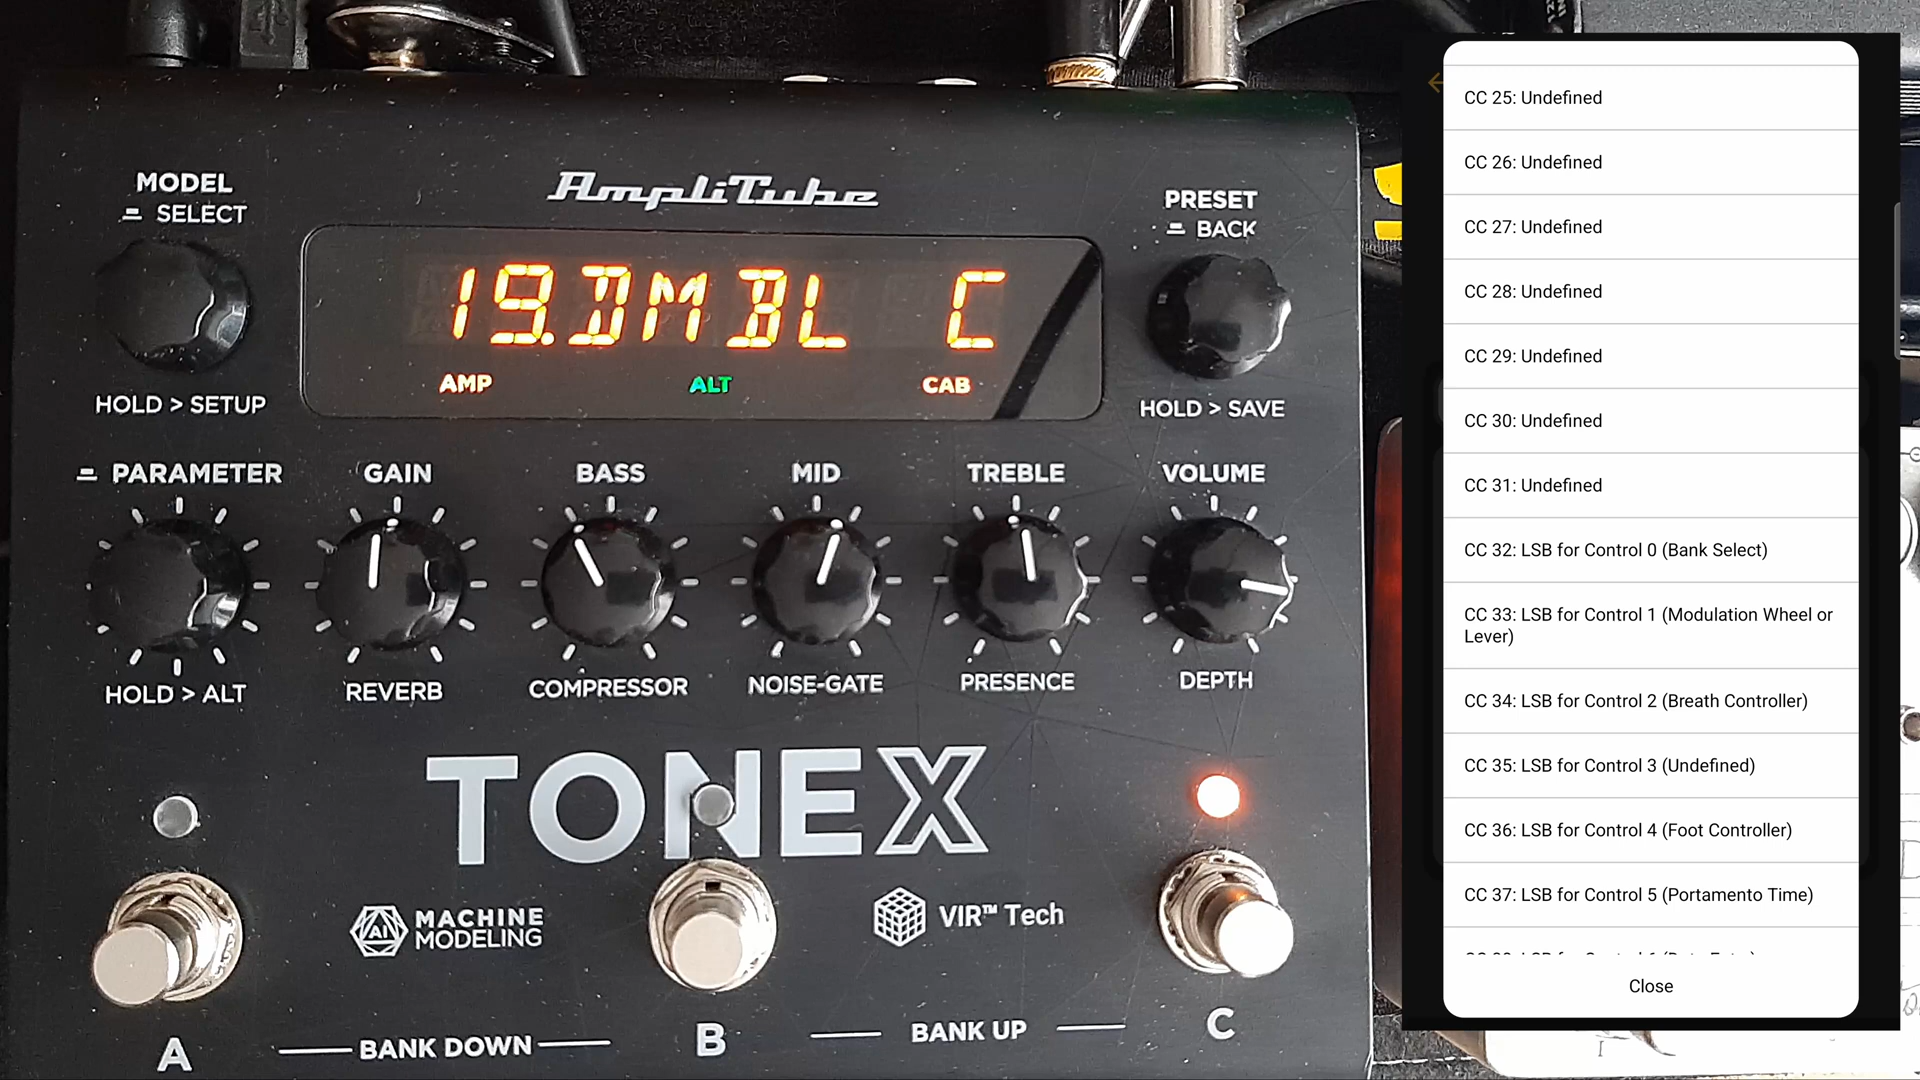 AmpliTube
MODEL
SELECT
HOLD > SETUP
19.DMBL C
AMP ALT CAB
PRESET
BACK
HOLD > SAVE
PARAMETER GAIN BASS MID TREBLE VOLUME
HOLD > ALT REVERB COMPRESSOR NOISE-GATE PRESENCE DEPTH
TONEX
AI MACHINE
MODELING
VIR™ Tech
A BANK DOWN B BANK UP C
CC 25: Undefined
CC 26: Undefined
CC 27: Undefined
CC 28: Undefined
CC 29: Undefined
CC 30: Undefined
CC 31: Undefined
CC 32: LSB for Control 0 (Bank Select)
CC 33: LSB for Control 1 (Modulation Wheel or
Lever)
CC 34: LSB for Control 2 (Breath Controller)
CC 35: LSB for Control 3 (Undefined)
CC 36: LSB for Control 4 (Foot Controller)
CC 37: LSB for Control 5 (Portamento Time)
Close